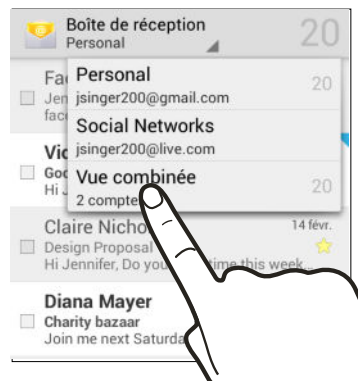 Boîte de réception
20
Personal
Fa
Personal
20
Jen
jsinger200@gmail.com
face
Social Networks
Vic
jsinger200@live.com
Goo
Vue combinée
20
Hi J
2 compte
Claire Nicho
14 févr.
Design Proposal
Hi Jennifer, Do you time this week...
Diana Mayer
Charity bazaar
Join me next Saturda